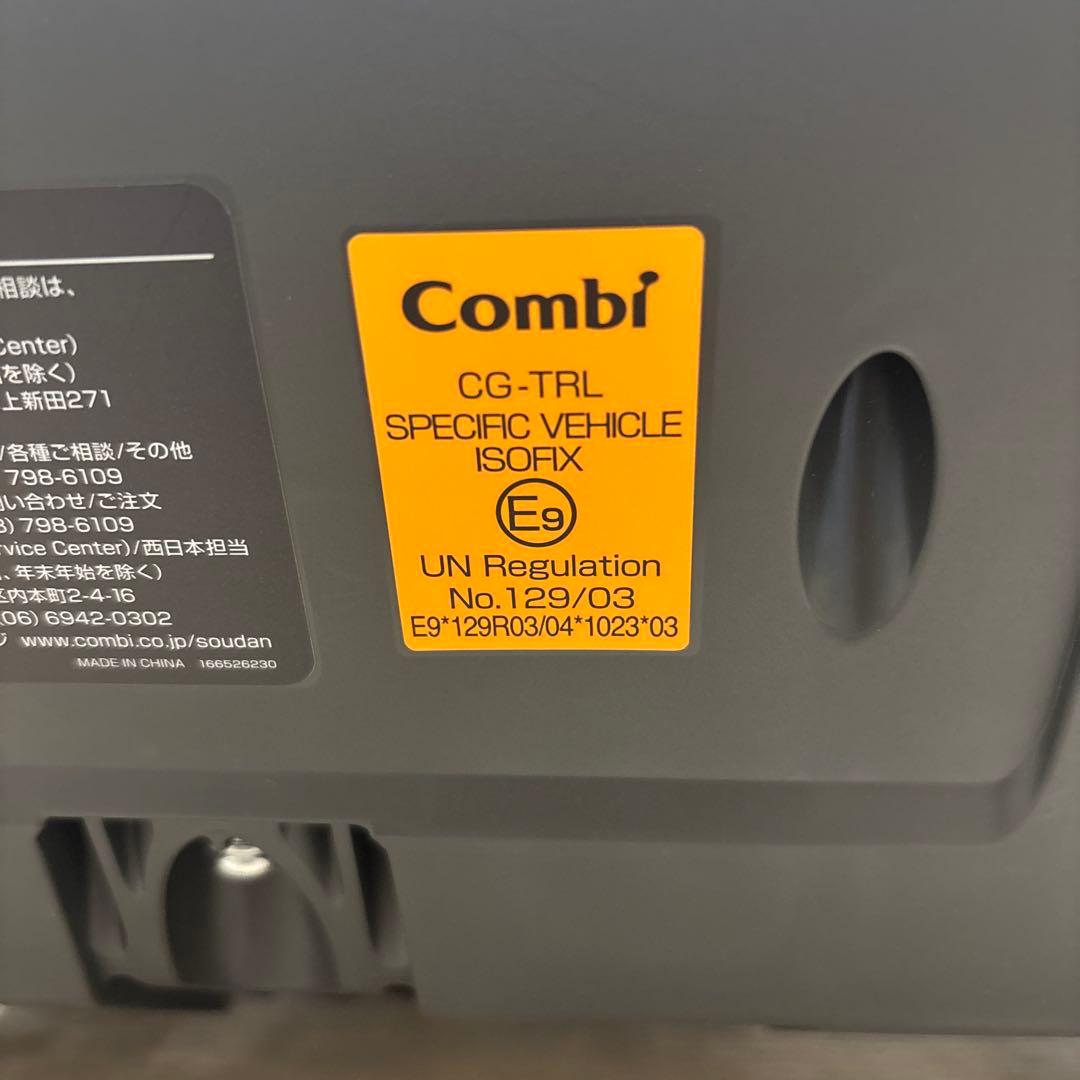 相談は、
Center)
を除く)
上新田271
/各種ご相談/その他
798-6109
い合わせ/ご注文
) 798-6109
rvice Center)/西日本担当
、年末年始を除く)
区内本町2-4-16
06) 6942-0302
www.combi.co.jp/soudan
MADE IN CHINA 166526230
Combi
CG-TRL
SPECIFIC VEHICLE
ISOFIX
E9
UN Regulation
No.129/03
E9*129R03/04*1023*03